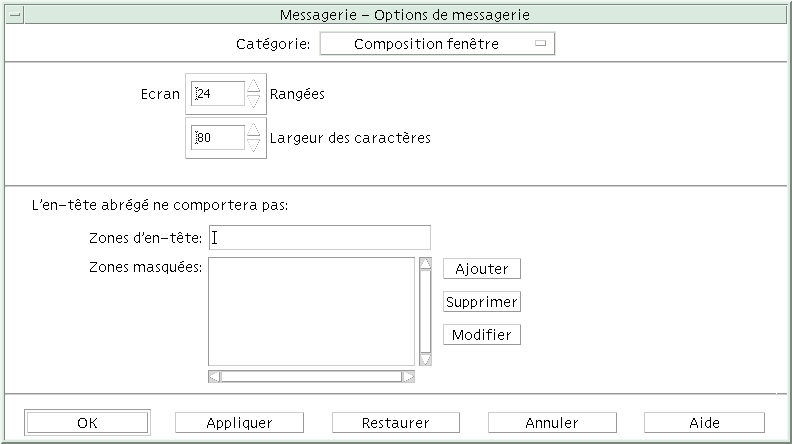 Messagerie – Options de messagerie
Catégorie: Composition fenêtre
Ecran 24 Rangées
80 Largeur des caractères
L'en–tête abrégé ne comportera pas:
Zones d'en–tête:
Zones masquées:
Ajouter
Supprimer
Modifier
OK Appliquer Restaurer Annuler Aide